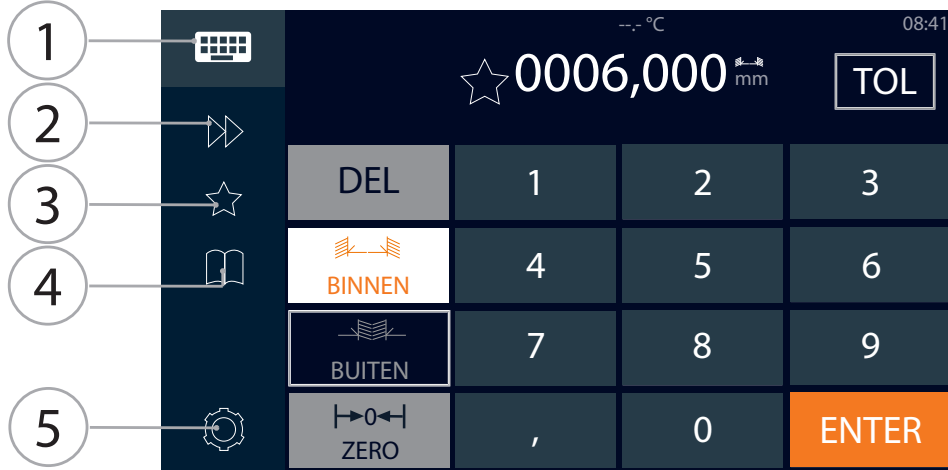 1
--.- °C
08:41
0006,000 mm
TOL
2
3
4
5
DEL
1
2
3
BINNEN
4
5
6
BUITEN
7
8
9
0
ZERO
,
0
ENTER